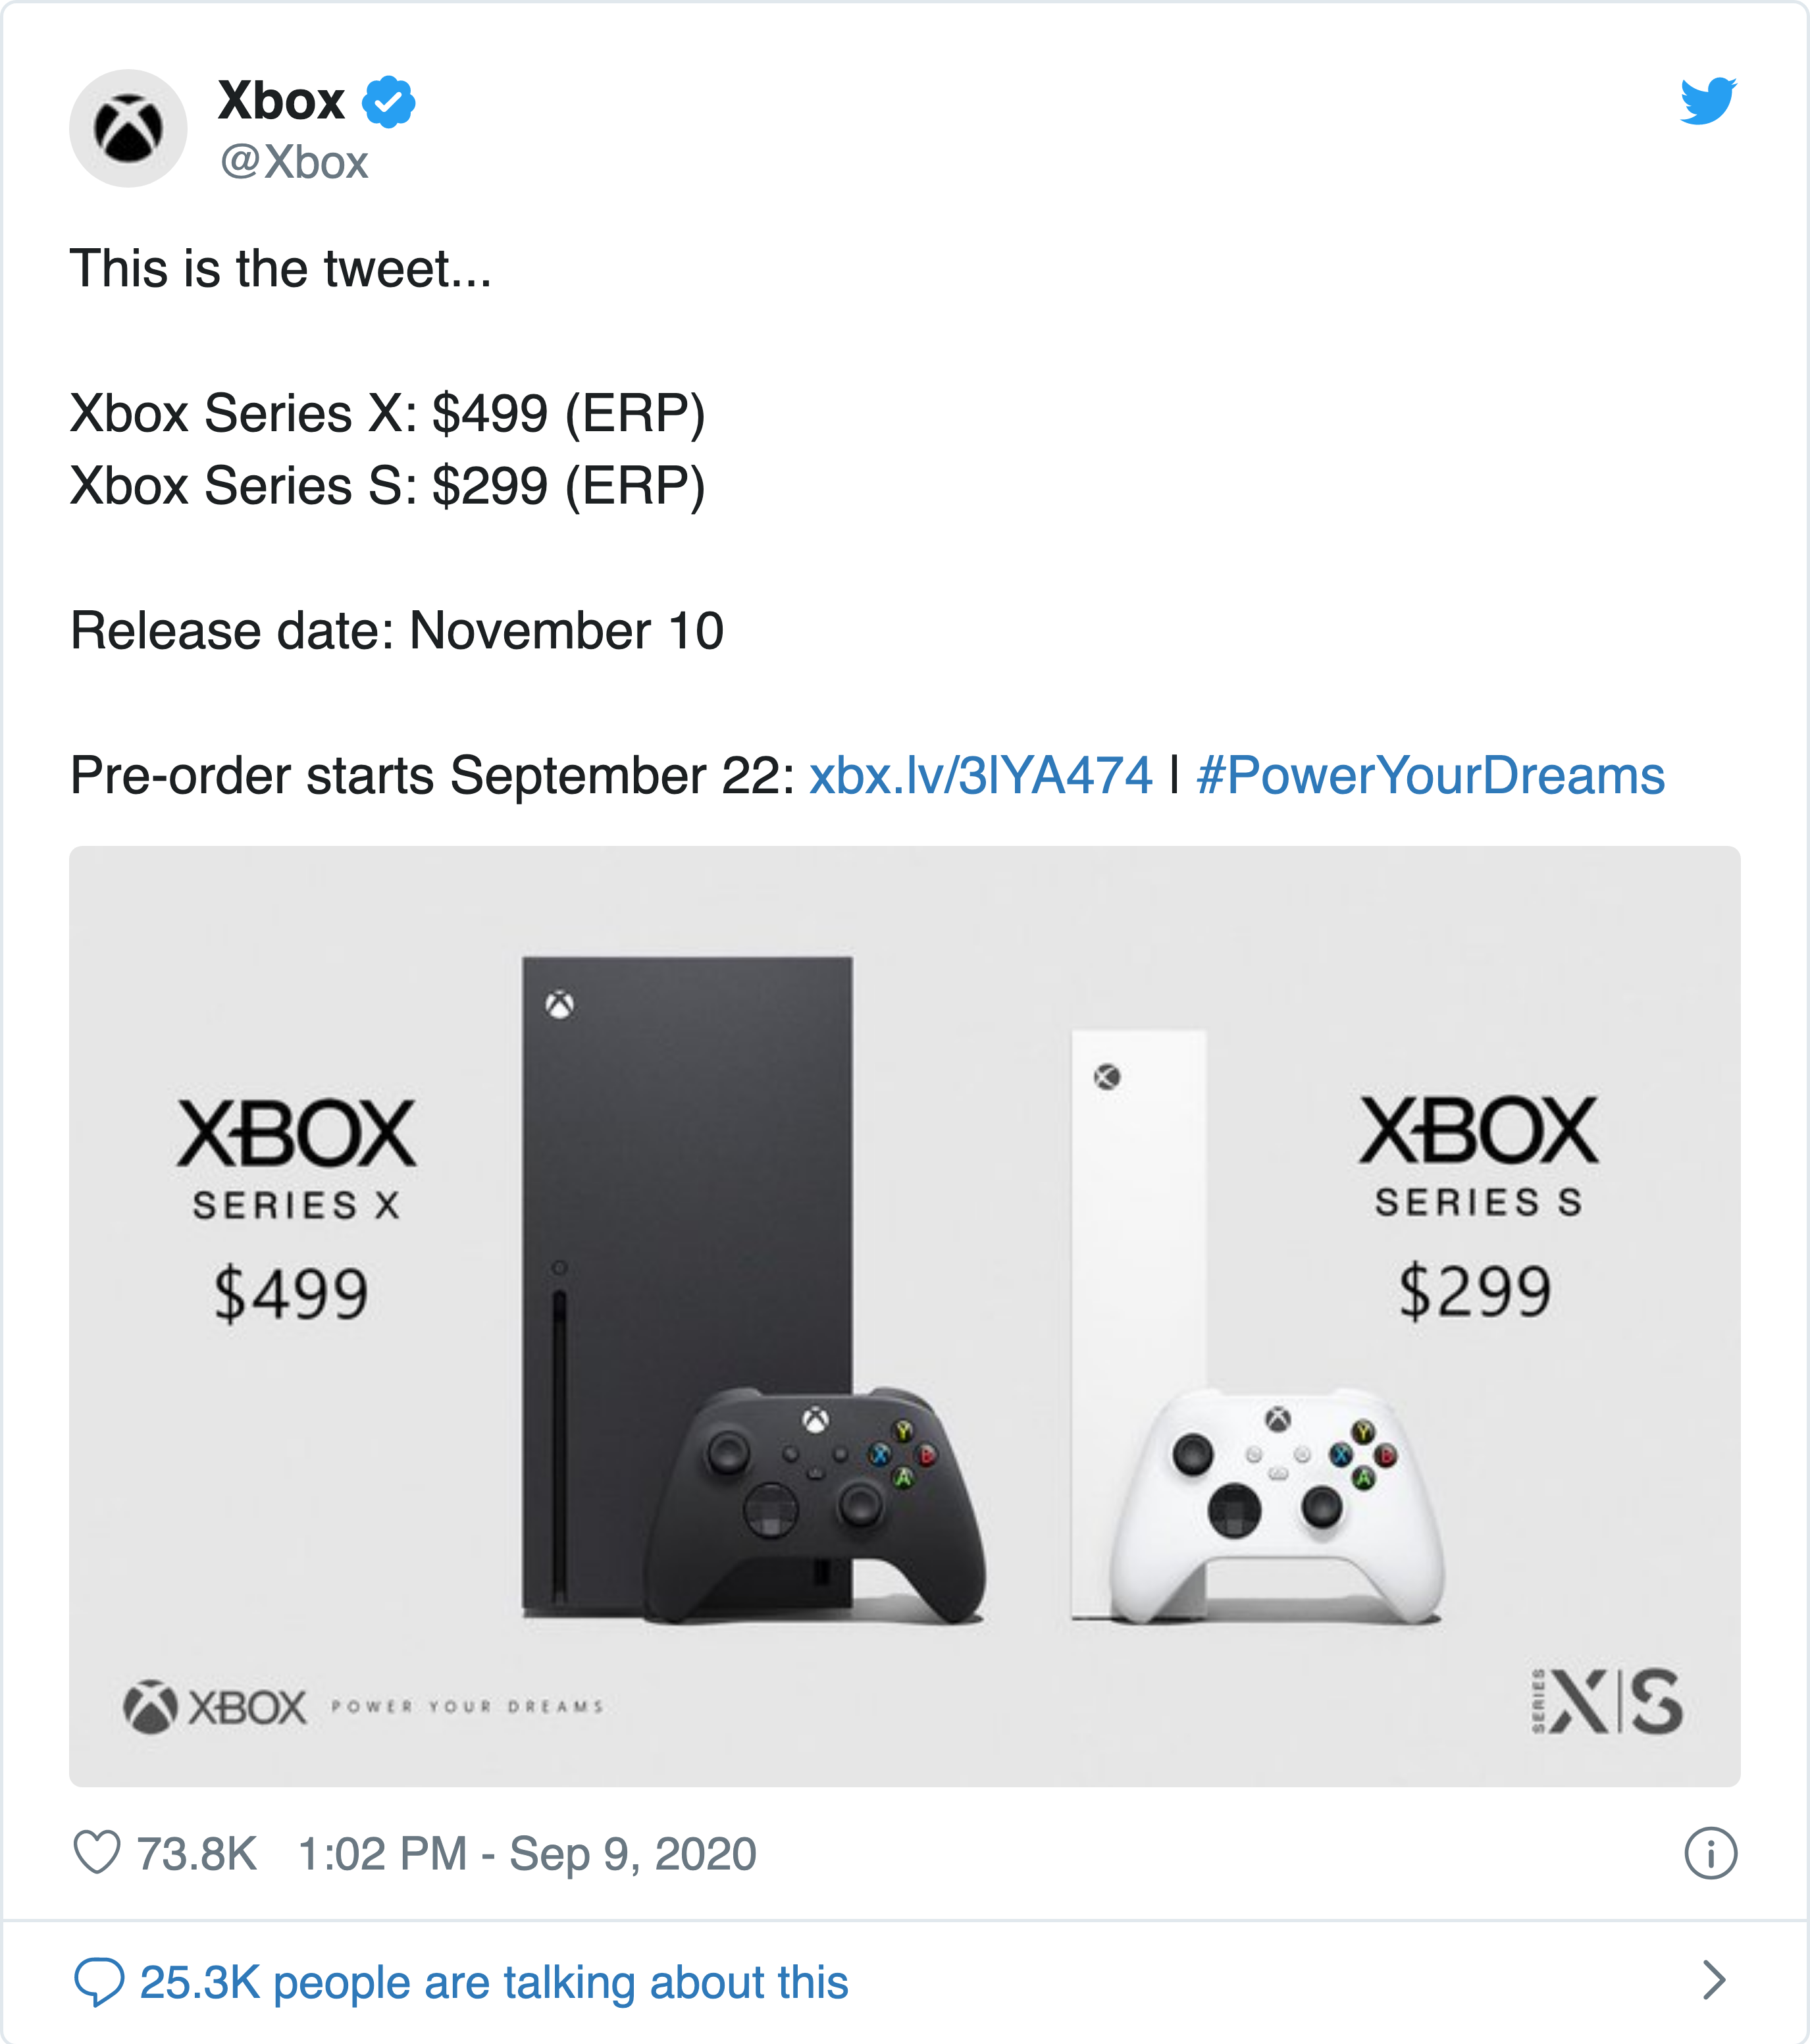 Xbox
@Xbox
This is the tweet...
Xbox Series X: $499 (ERP)
Xbox Series S: $299 (ERP)
Release date: November 10
Pre-order starts September 22: xbx.lv/3lYA474 | #PowerYourDreams
XBOX
SERIES X
$499
XBOX
SERIES S
$299
Y
X B
A
Y
X B
A
XBOX POWER YOUR DREAMS
SERIES X|S
73.8K 1:02 PM - Sep 9, 2020
25.3K people are talking about this